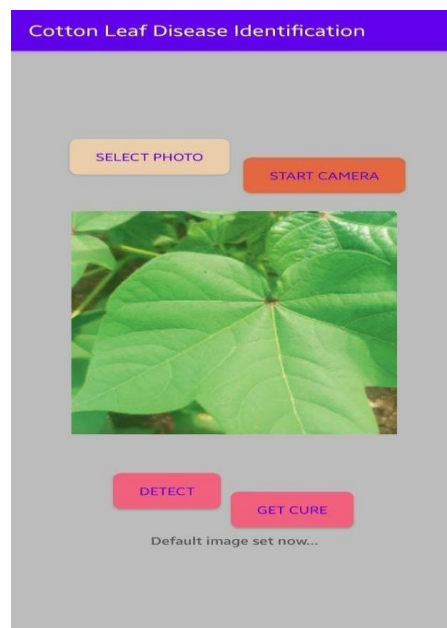 Cotton Leaf Disease Identification
SELECT PHOTO
START CAMERA
DETECT
GET CURE
Default image set now...